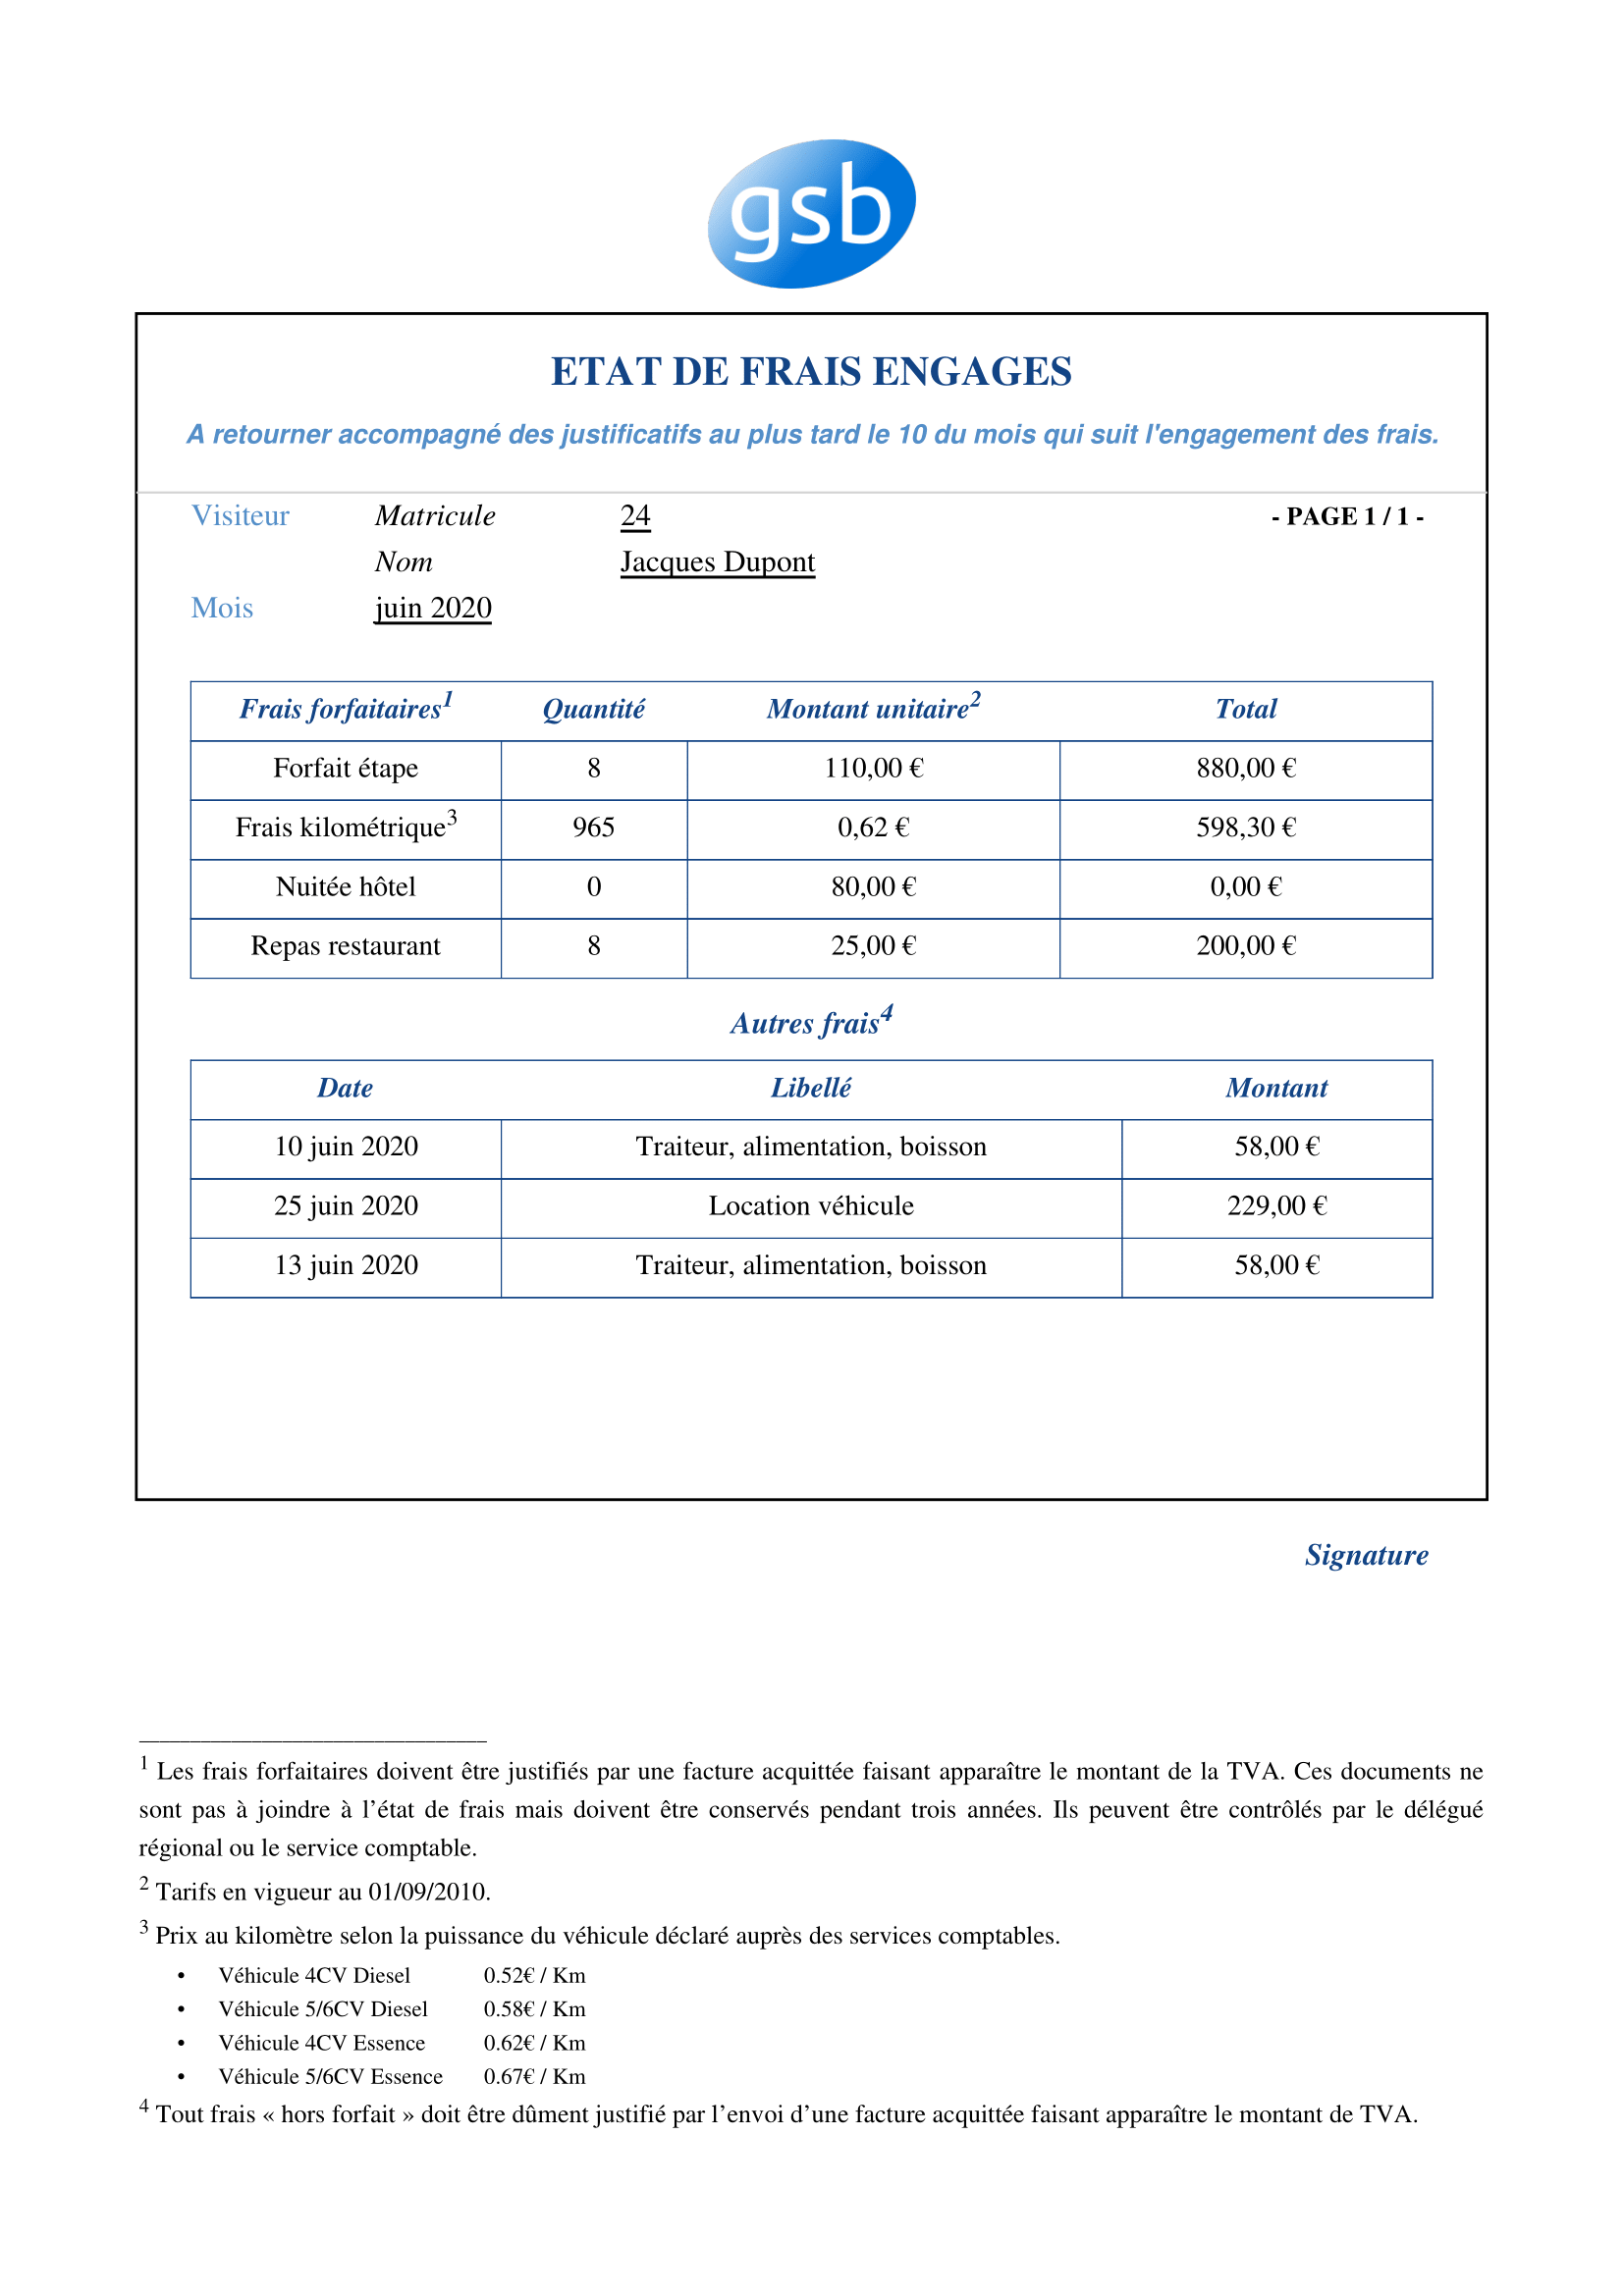 gsb
ETAT DE FRAIS ENGAGES
A retourner accompagné des justificatifs au plus tard le 10 du mois qui suit l'engagement des frais.
Visiteur Matricule 24 - PAGE 1 / 1 -
Nom Jacques Dupont
Mois juin 2020
Frais forfaitaires¹ Quantité Montant unitaire² Total
Forfait étape 8 110,00 € 880,00 €
Frais kilométrique³ 965 0,62 € 598,30 €
Nuitée hôtel 0 80,00 € 0,00 €
Repas restaurant 8 25,00 € 200,00 €
Autres frais⁴
Date Libellé Montant
10 juin 2020 Traiteur, alimentation, boisson 58,00 €
25 juin 2020 Location véhicule 229,00 €
13 juin 2020 Traiteur, alimentation, boisson 58,00 €
Signature
¹ Les frais forfaitaires doivent être justifiés par une facture acquittée faisant apparaître le montant de la TVA. Ces documents ne
sont pas à joindre à l’état de frais mais doivent être conservés pendant trois années. Ils peuvent être contrôlés par le délégué
régional ou le service comptable.
² Tarifs en vigueur au 01/09/2010.
³ Prix au kilomètre selon la puissance du véhicule déclaré auprès des services comptables.
• Véhicule 4CV Diesel 0.52€ / Km
• Véhicule 5/6CV Diesel 0.58€ / Km
• Véhicule 4CV Essence 0.62€ / Km
• Véhicule 5/6CV Essence 0.67€ / Km
⁴ Tout frais « hors forfait » doit être dûment justifié par l’envoi d’une facture acquittée faisant apparaître le montant de TVA.